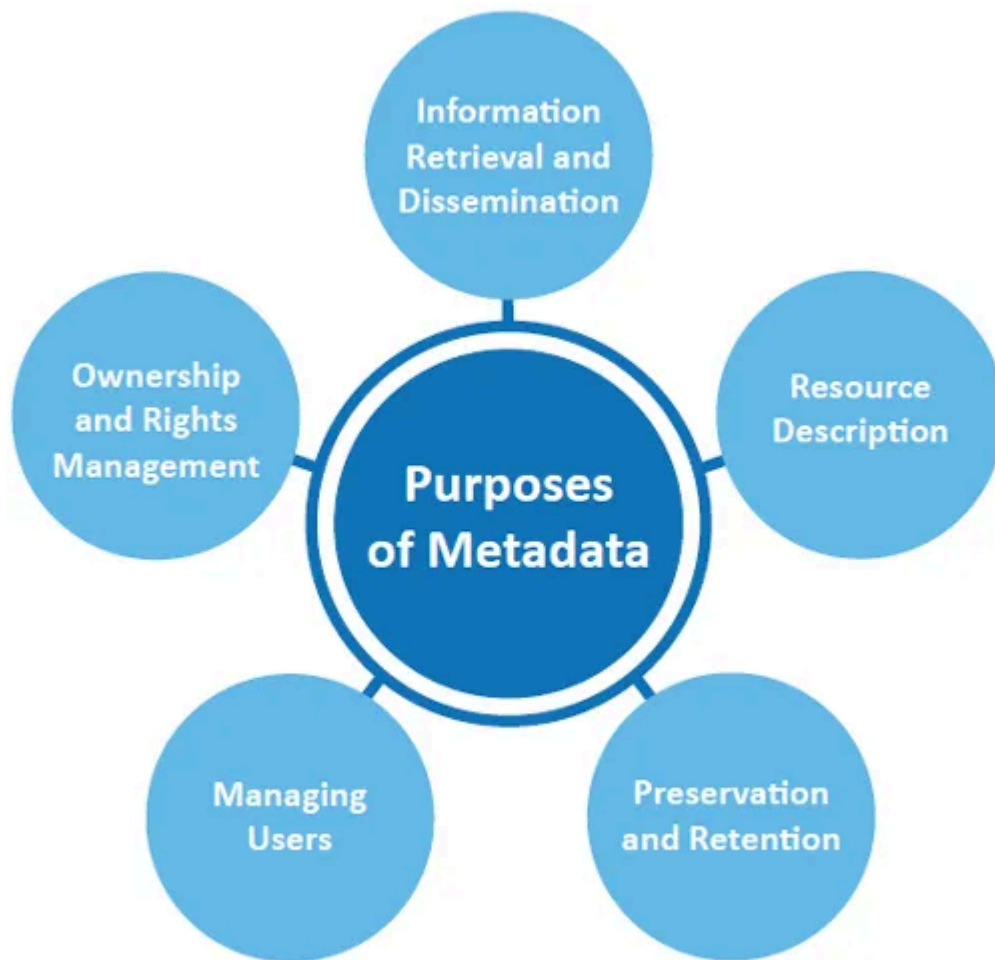 Information
Retrieval and
Dissemination
Ownership
and Rights
Management
Resource
Description
Purposes
of Metadata
Managing
Users
Preservation
and Retention